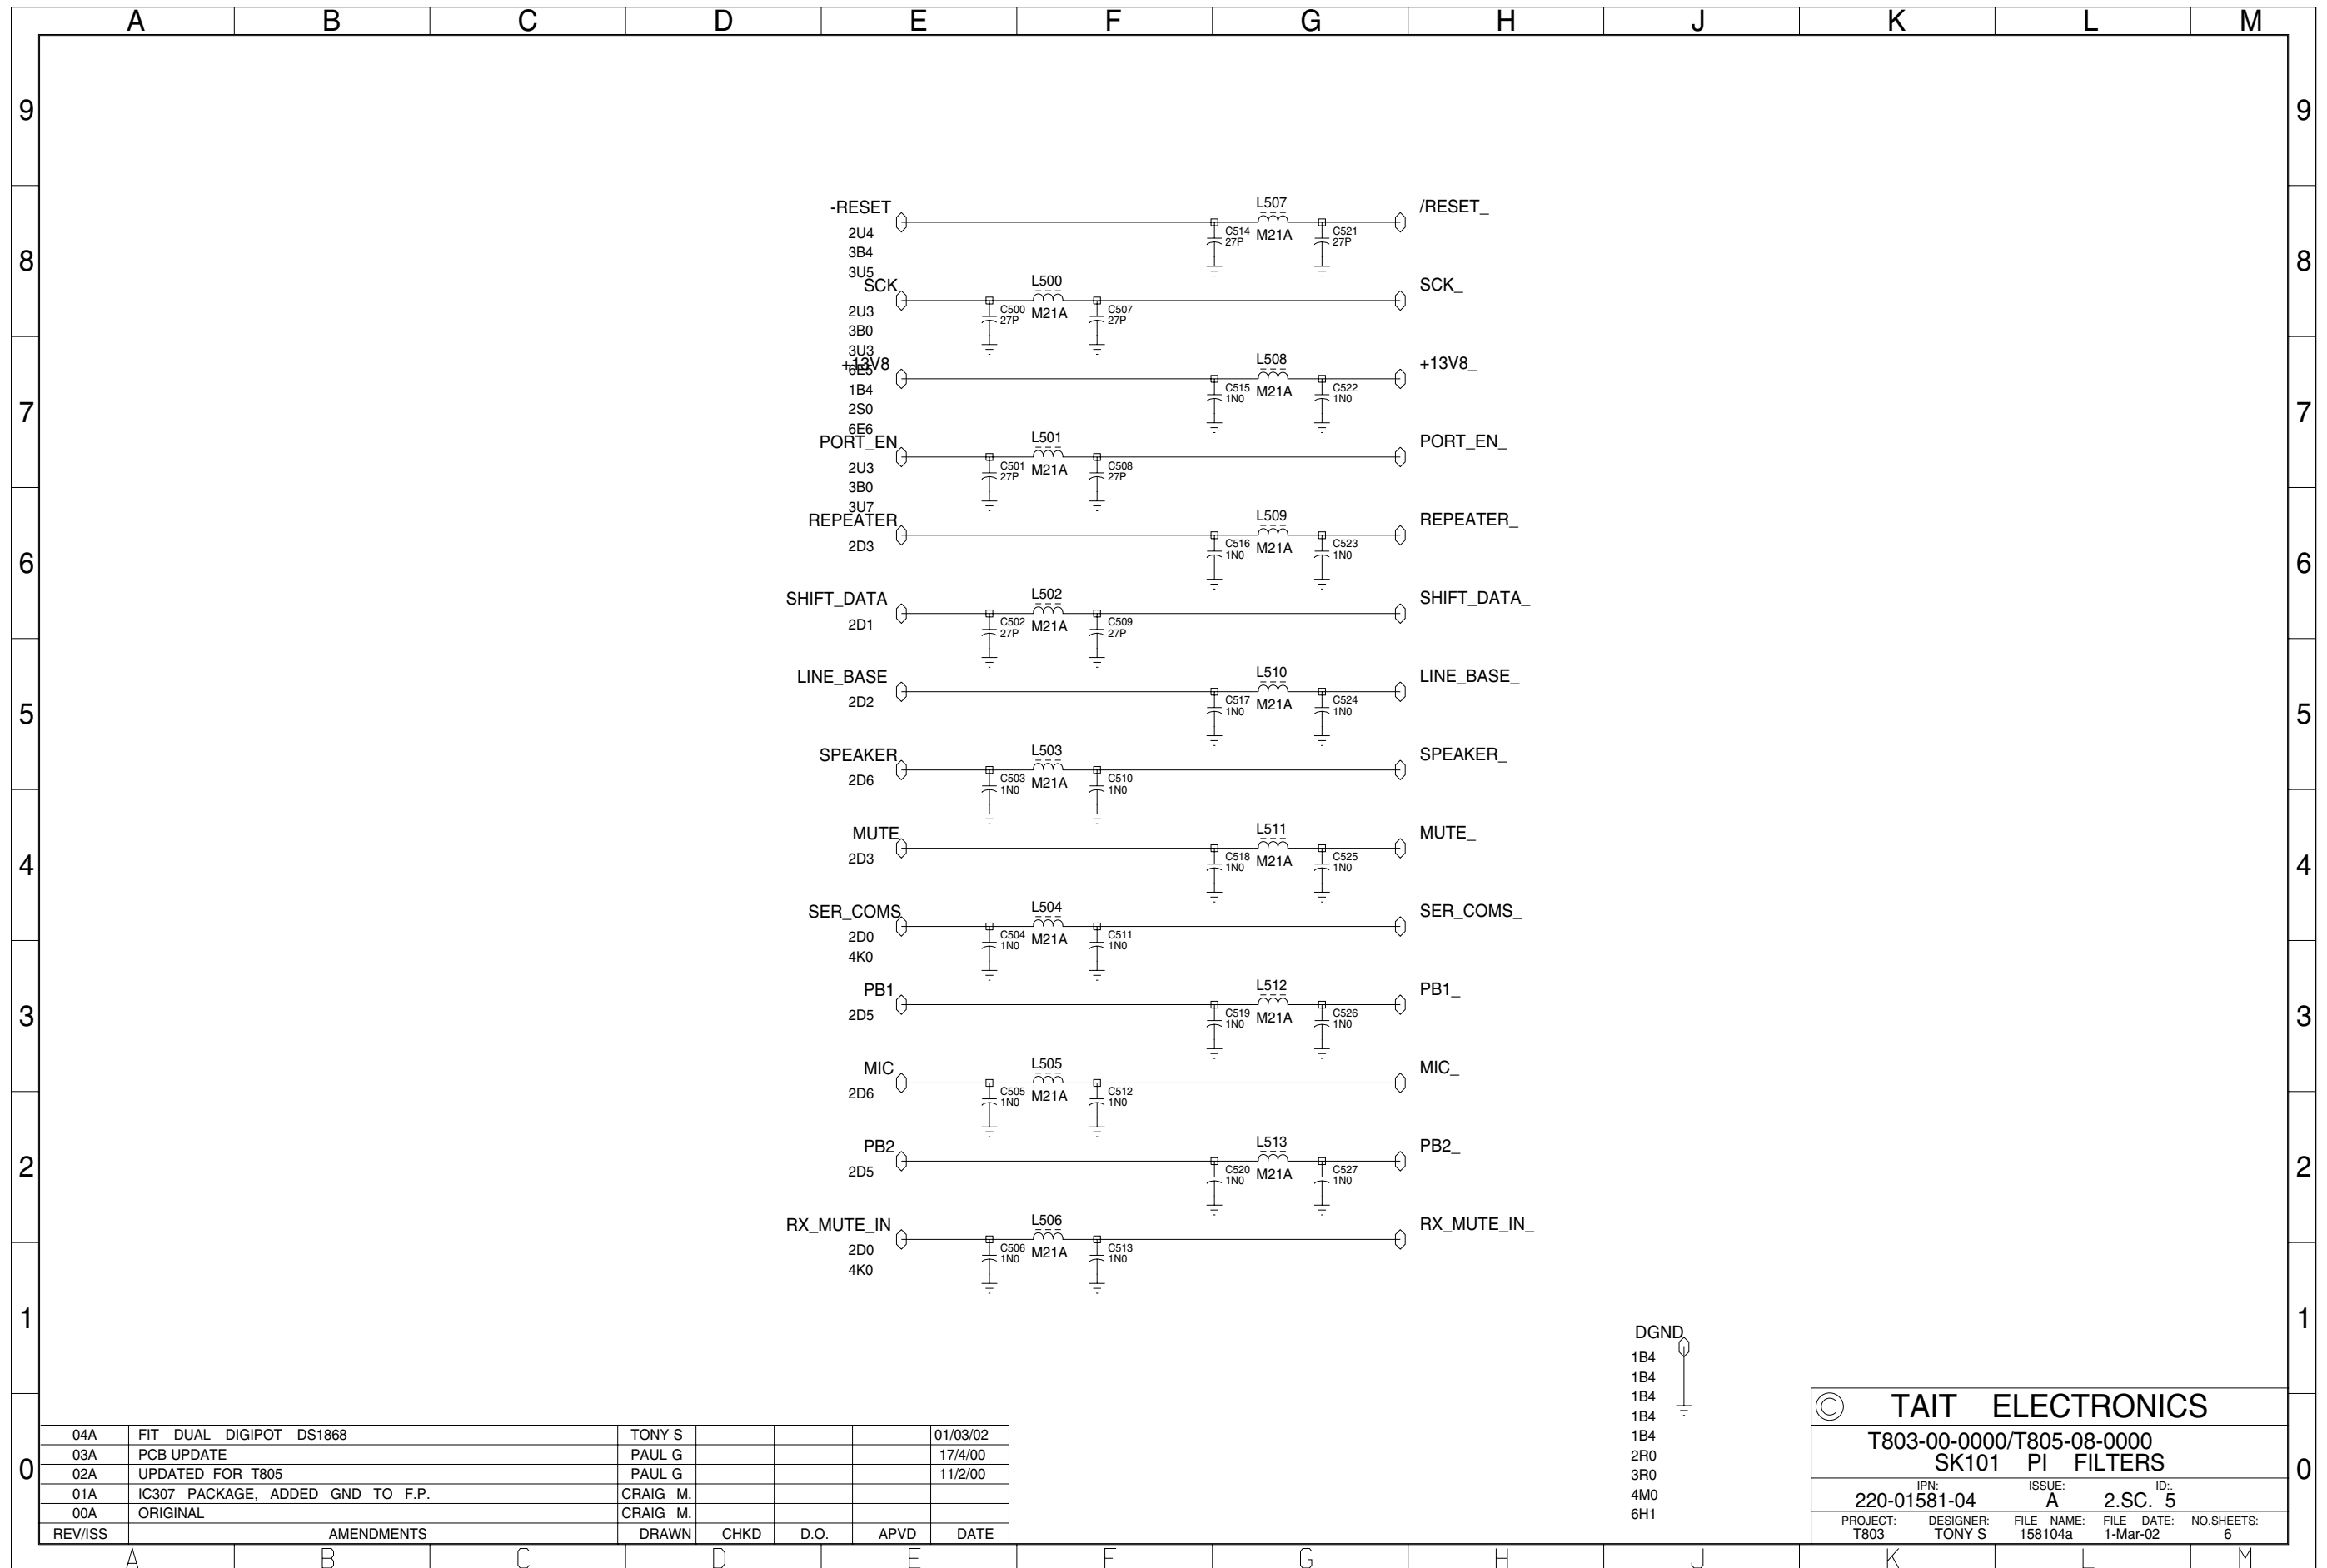 A B C D E F G H J K L M
9 9
8 8
7 7
6 6
5 5
4 4
3 3
2 2
1 1
0 0
-RESET L507 /RESET_
2U4 C514 27P M21A C521 27P
3B4
3U5
SCK L500 SCK_
2U3 C500 27P M21A C507 27P
3B0
3U3
6E5
+13V8 L508 +13V8_
1B4 C515 1N0 M21A C522 1N0
2S0
6E6
PORT_EN L501 PORT_EN_
2U3 C501 27P M21A C508 27P
3B0
3U7
REPEATER L509 REPEATER_
2D3 C516 1N0 M21A C523 1N0
SHIFT_DATA L502 SHIFT_DATA_
2D1 C502 27P M21A C509 27P
LINE_BASE L510 LINE_BASE_
2D2 C517 1N0 M21A C524 1N0
SPEAKER L503 SPEAKER_
2D6 C503 1N0 M21A C510 1N0
MUTE L511 MUTE_
2D3 C518 1N0 M21A C525 1N0
SER_COMS L504 SER_COMS_
2D0 C504 1N0 M21A C511 1N0
4K0
PB1 L512 PB1_
2D5 C519 1N0 M21A C526 1N0
MIC L505 MIC_
2D6 C505 1N0 M21A C512 1N0
PB2 L513 PB2_
2D5 C520 1N0 M21A C527 1N0
RX_MUTE_IN L506 RX_MUTE_IN_
2D0 C506 1N0 M21A C513 1N0
4K0
DGND
1B4
1B4
1B4
1B4
1B4
2R0
3R0
4M0
6H1
04A FIT DUAL DIGIPOT DS1868 TONY S 01/03/02
03A PCB UPDATE PAUL G 17/4/00
02A UPDATED FOR T805 PAUL G 11/2/00
01A IC307 PACKAGE, ADDED GND TO F.P. CRAIG M.
00A ORIGINAL CRAIG M.
REV/ISS AMENDMENTS DRAWN CHKD D.O. APVD DATE
© TAIT ELECTRONICS
T803-00-0000/T805-08-0000
SK101 PI FILTERS
IPN: ISSUE: ID:.
220-01581-04 A 2.SC. 5
PROJECT: DESIGNER: FILE NAME: FILE DATE: NO.SHEETS:
T803 TONY S 158104a 1-Mar-02 6
A B C D E F G H J K L M